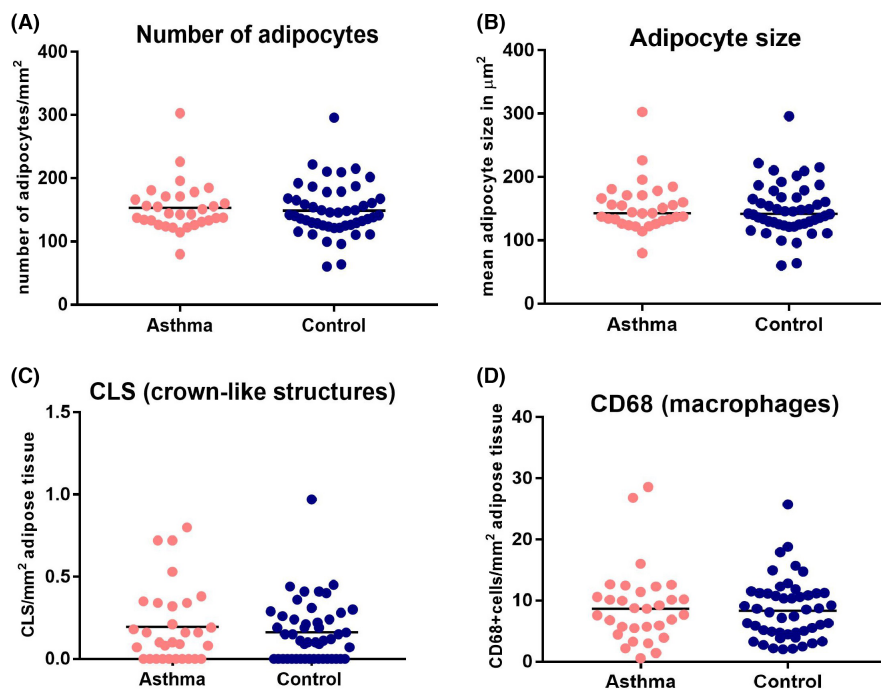 (A)
Number of adipocytes
number of adipocytes/mm²
400
300
200
100
0
Asthma
Control
(B)
Adipocyte size
mean adipocyte size in µm²
400
300
200
100
0
Asthma
Control
(C)
CLS (crown-like structures)
CLS/mm² adipose tissue
1.5
1.0
0.5
0.0
Asthma
Control
(D)
CD68 (macrophages)
CD68+cells/mm² adipose tissue
40
30
20
10
0
Asthma
Control